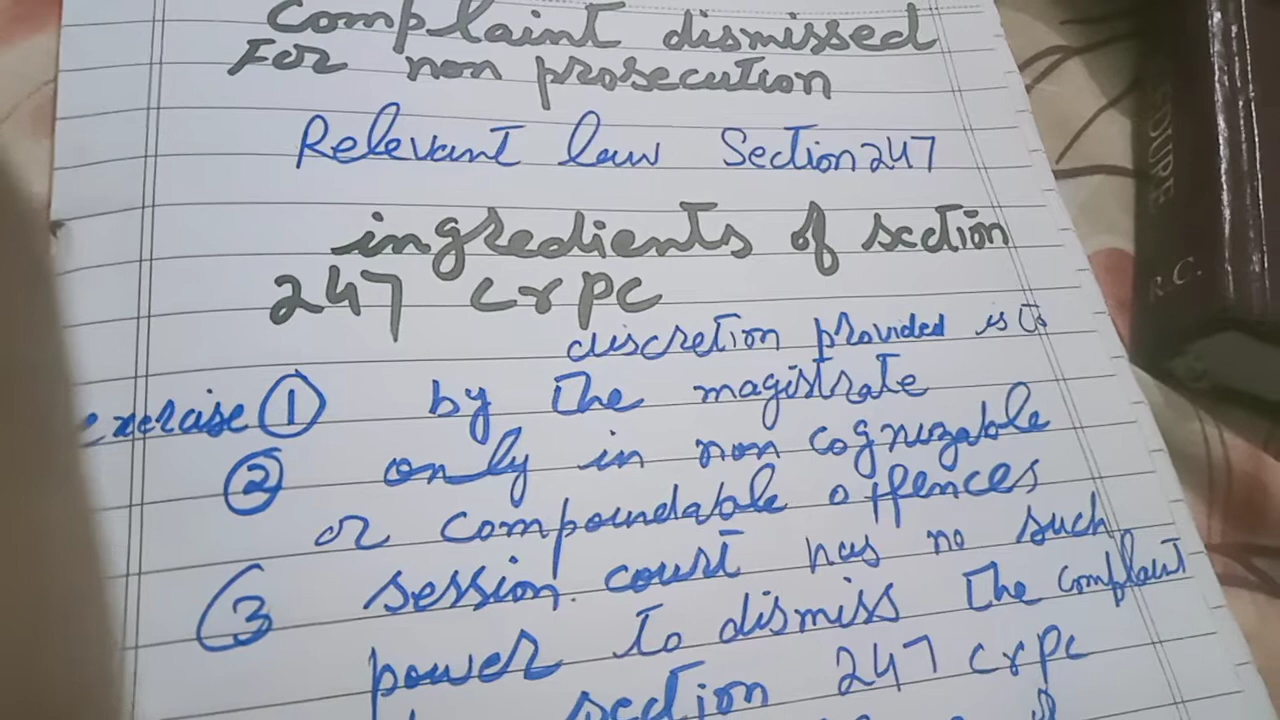 Complaint dismissed
For non prosecution
Relevant law Section 247
ingredients of section
247 crpc
discretion provided is
exercise ① by the magistrate
② only in non cognizable
or compoundable offences
③ session court has no such
power to dismiss the complaint
section 247 crpc
R.C.